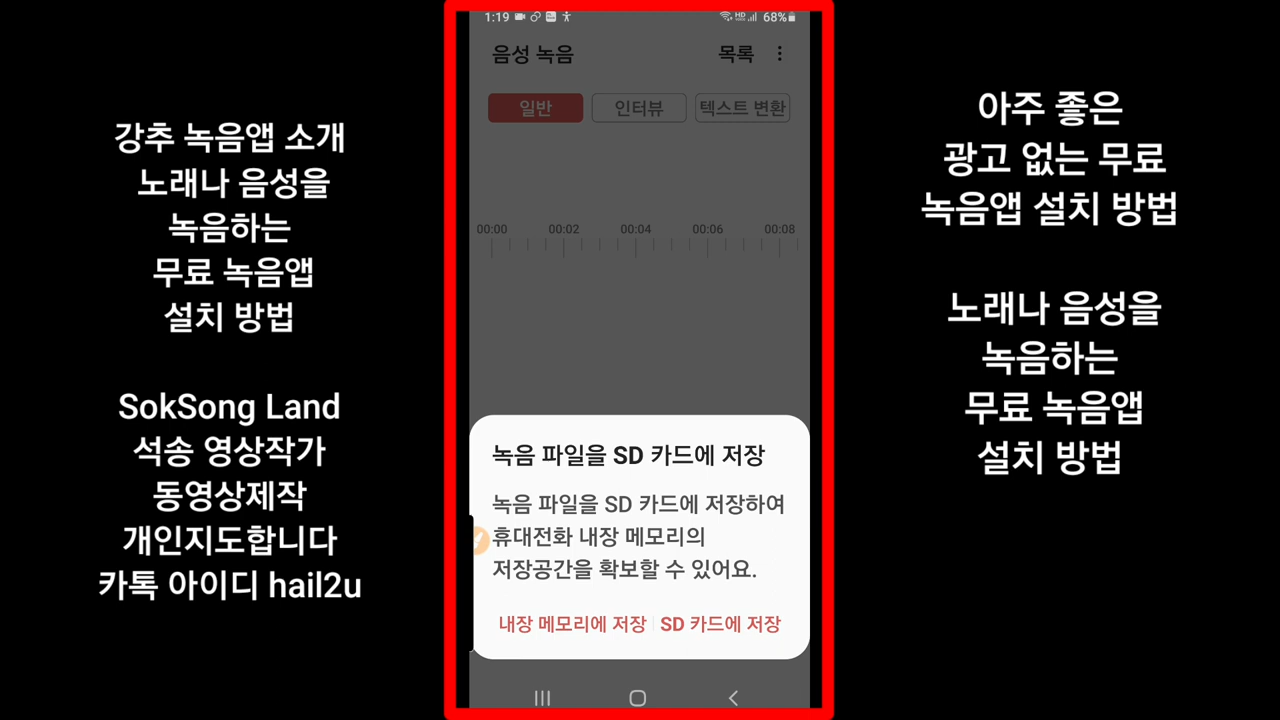 강추 녹음앱 소개
노래나 음성을
녹음하는
무료 녹음앱
설치 방법
SokSong Land
석송 영상작가
동영상제작
개인지도합니다
카톡 아이디 hail2u
1:19
68%
음성 녹음
목록
일반
인터뷰
텍스트 변환
00:00 00:02 00:04 00:06 00:08
녹음 파일을 SD 카드에 저장
녹음 파일을 SD 카드에 저장하여
휴대전화 내장 메모리의
저장공간을 확보할 수 있어요.
내장 메모리에 저장
SD 카드에 저장
아주 좋은
광고 없는 무료
녹음앱 설치 방법
노래나 음성을
녹음하는
무료 녹음앱
설치 방법